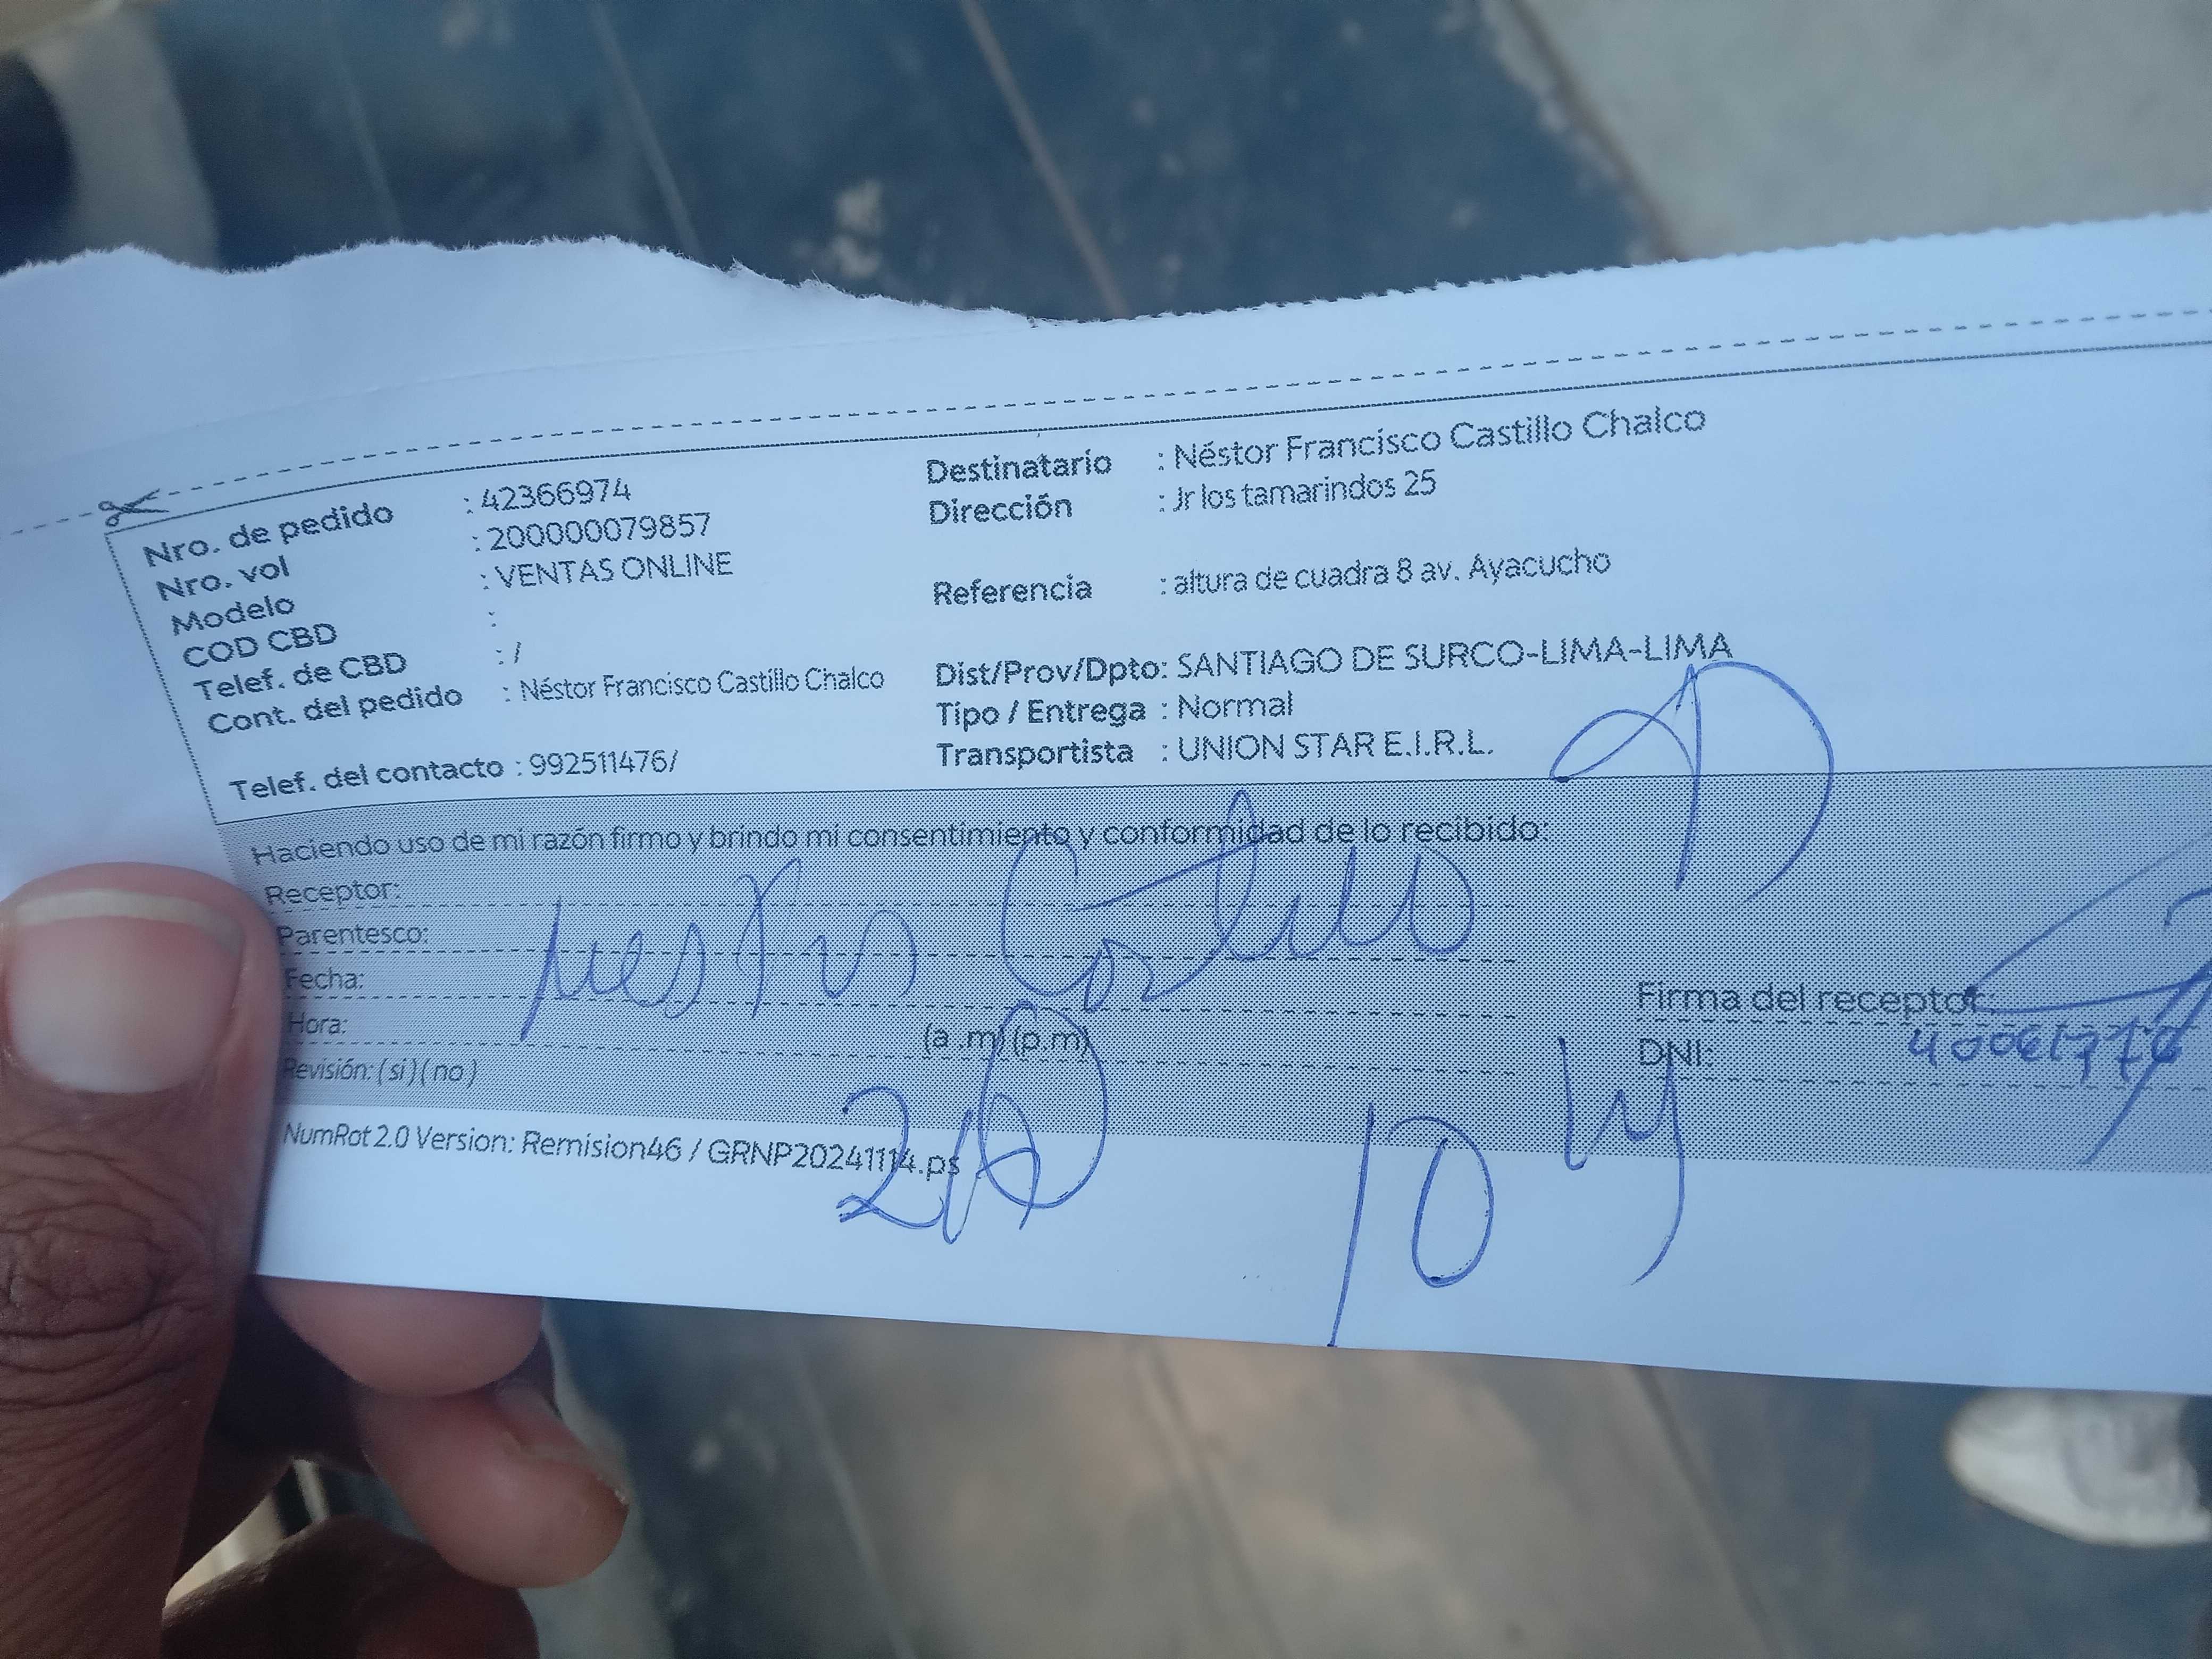 Nro. de pedido : 42366974
Nro. vol : 200000079857
Modelo : VENTAS ONLINE
COD CBD :
Telef. de CBD : /
Cont. del pedido : Néstor Francisco Castillo Chalco
Telef. del contacto : 992511476/
Destinatario : Néstor Francisco Castillo Chalco
Dirección : Jr los tamarindos 25
Referencia : altura de cuadra 8 av. Ayacucho
Dist/Prov/Dpto: SANTIAGO DE SURCO-LIMA-LIMA
Tipo / Entrega : Normal
Transportista : UNION STAR E.I.R.L.
Haciendo uso de mi razón firmo y brindo mi consentimiento y conformidad de lo recibido:
Receptor:
Parentesco:
Fecha:
Hora: (a .m) (p.m)
Revisión: ( si ) ( no )
Firma del receptor:
DNI:
NumRot 2.0 Version: Remision46 / GRNP20241114.ps